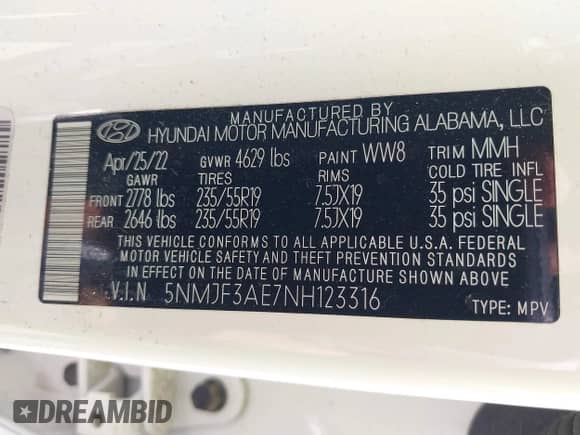 MANUFACTURED BY
HYUNDAI MOTOR MANUFACTURING ALABAMA, LLC
Apr/25/22 GVWR 4629 lbs PAINT WW8 TRIM MMH
GAWR TIRES RIMS COLD TIRE INFL
FRONT 2778 lbs 235/55R19 7.5JX19 35 psi SINGLE
REAR 2646 lbs 235/55R19 7.5JX19 35 psi SINGLE
THIS VEHICLE CONFORMS TO ALL APPLICABLE U.S.A. FEDERAL
MOTOR VEHICLE SAFETY AND THEFT PREVENTION STANDARDS
IN EFFECT ON THE DATE OF MANUFACTURE SHOWN ABOVE.
V.I.N 5NMJF3AE7NH123316 TYPE: MPV
DREAMBID